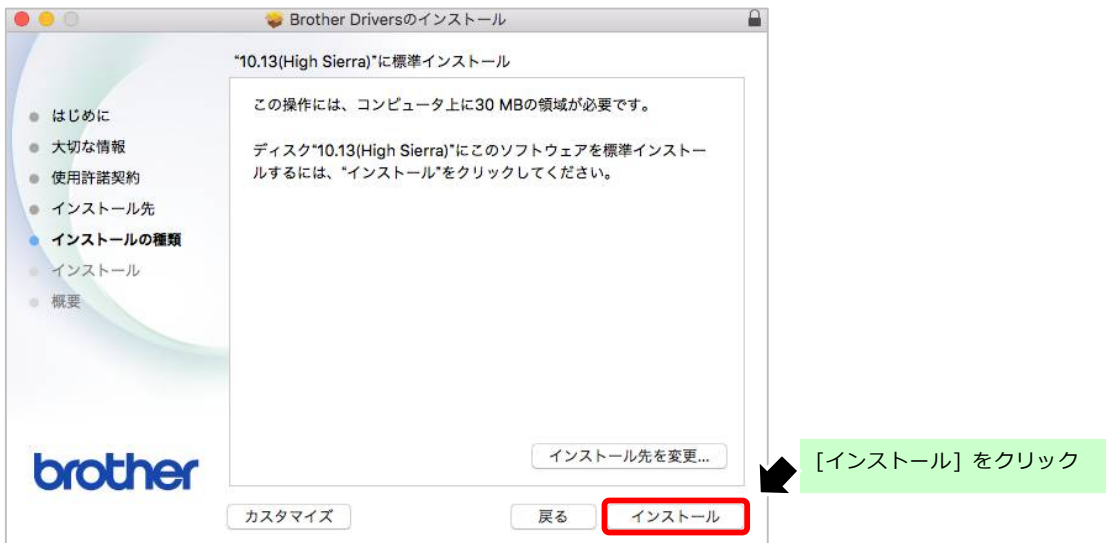 Brother Driversのインストール
“10.13(High Sierra)”に標準インストール
はじめに
大切な情報
使用許諾契約
インストール先
インストールの種類
インストール
概要
この操作には、コンピュータ上に30 MBの領域が必要です。
ディスク“10.13(High Sierra)”にこのソフトウェアを標準インストー
ルするには、“インストール”をクリックしてください。
インストール先を変更...
brother
カスタマイズ
戻る
インストール
[インストール] をクリック